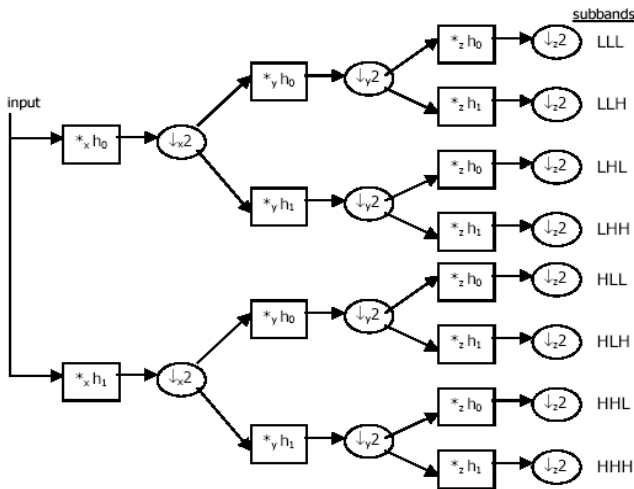 subbands
*z h0 ↓z2 LLL
*y h0 ↓y2
input *z h1 ↓z2 LLH
*x h0 ↓x2
*z h0 ↓z2 LHL
*y h1 ↓y2
*z h1 ↓z2 LHH
*z h0 ↓z2 HLL
*y h0 ↓y2
*z h1 ↓z2 HLH
*x h1 ↓x2
*z h0 ↓z2 HHL
*y h1 ↓y2
*z h1 ↓z2 HHH